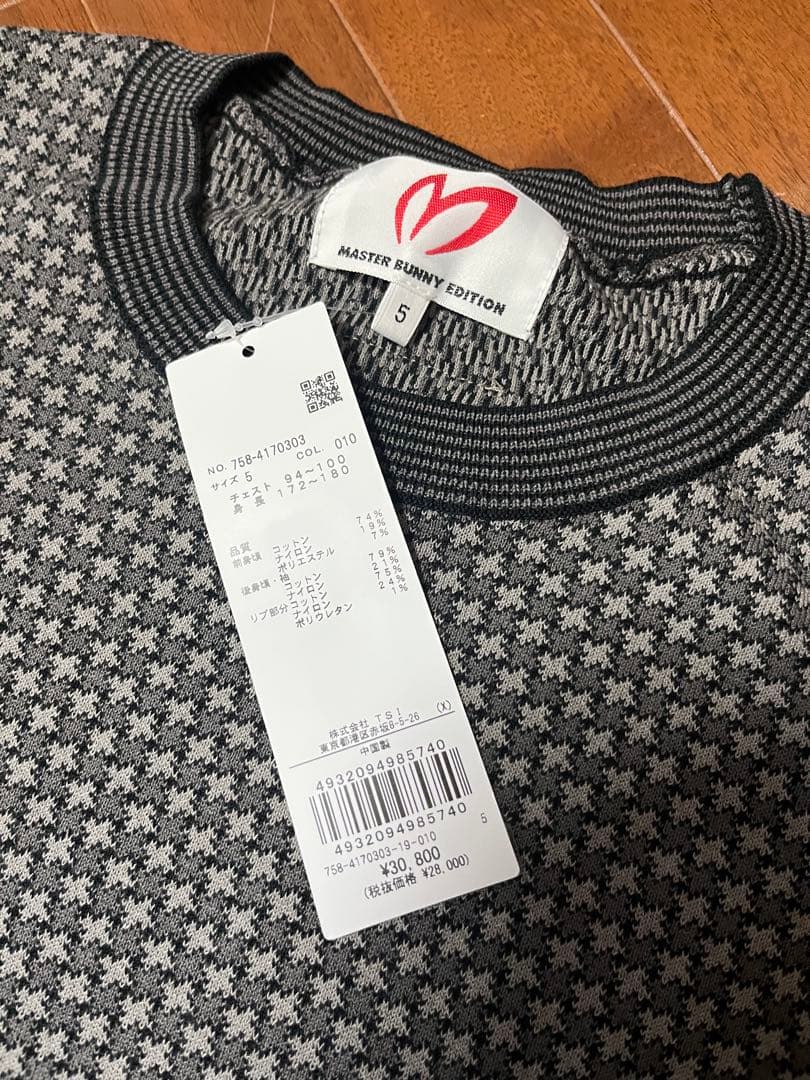 MASTER BUNNY EDITION
5
NO. 758-4170303 COL. 010
サイズ 5
チェスト 94~100
身長 172~180
品質
前身頃 コットン 74%
ナイロン 19%
ポリエステル 7%
後身頃・袖 コットン 79%
ナイロン 21%
リブ部分 コットン 75%
ナイロン 24%
ポリウレタン 1%
株式会社 TSI (X)
東京都港区赤坂8-5-26
中国製
4932094985740
4932094985740
758-4170303-19-010 5
¥30,800
(税抜価格 ¥28,000)